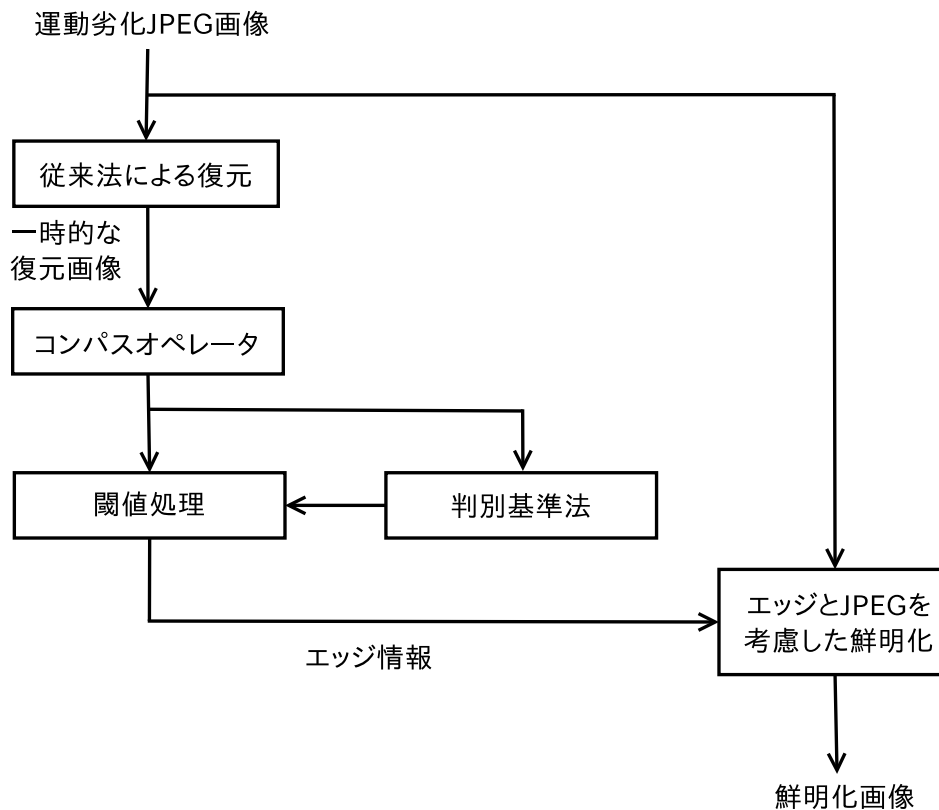 運動劣化JPEG画像
従来法による復元
一時的な
復元画像
コンパスオペレータ
閾値処理
判別基準法
エッジ情報
エッジとJPEGを
考慮した鮮明化
鮮明化画像